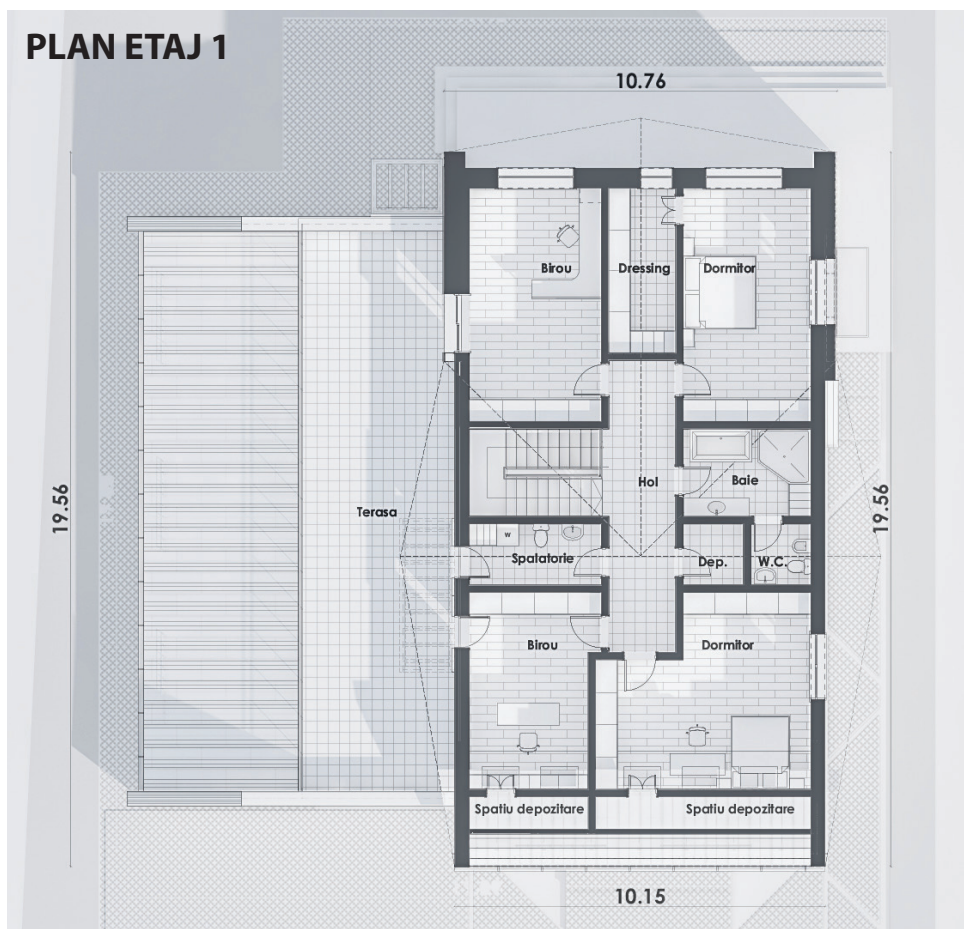 PLAN ETAJ 1
10.76
Birou
Dressing
Dormitor
19.56
Terasa
Hol
Baie
19.56
W
Spalatorie
Dep.
W.C.
Birou
Dormitor
Spatiu depozitare
Spatiu depozitare
10.15